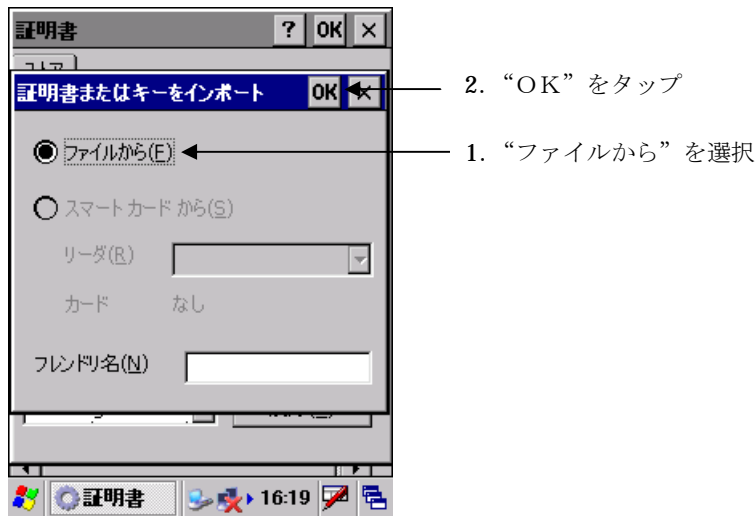 証明書 ? OK ×
ストア
証明書またはキーをインポート OK ×
2. “ＯＫ”をタップ
ファイルから(F)
1. “ファイルから”を選択
スマート カード から(S)
リーダ(R)
カード なし
フレンドリ名(N)
証明書 16:19